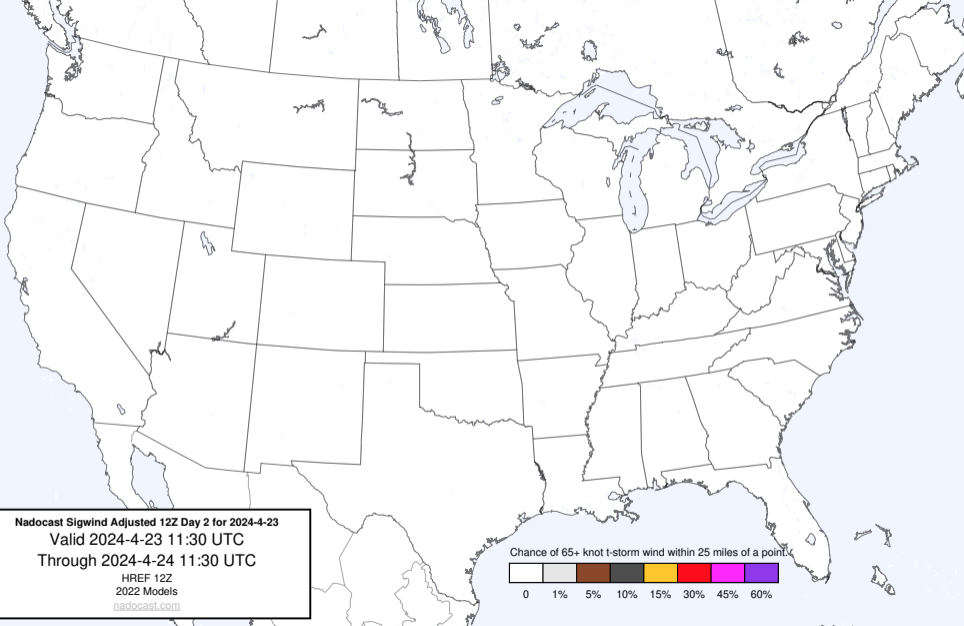 Nadocast Sigwind Adjusted 12Z Day 2 for 2024-4-23
Valid 2024-4-23 11:30 UTC
Through 2024-4-24 11:30 UTC
HREF 12Z
2022 Models
nadocast.com
Chance of 65+ knot t-storm wind within 25 miles of a point.
0 1% 5% 10% 15% 30% 45% 60%